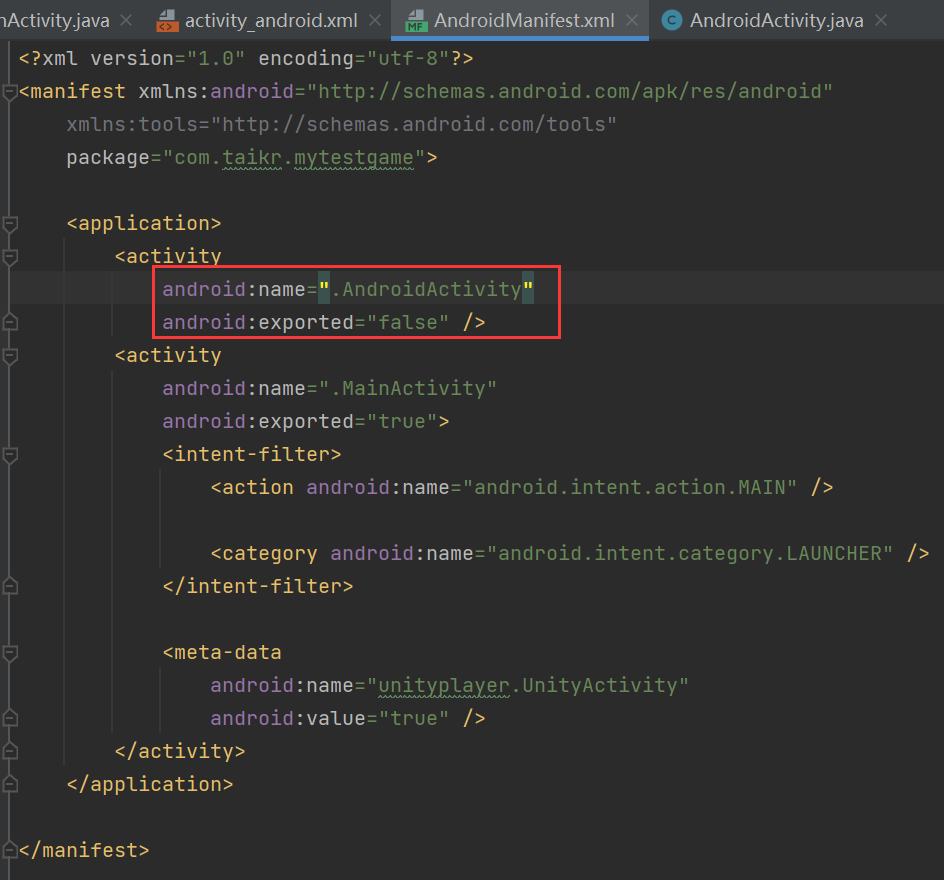 nActivity.java
activity_android.xml
AndroidManifest.xml
AndroidActivity.java
<?xml version="1.0" encoding="utf-8"?>
<manifest xmlns:android="http://schemas.android.com/apk/res/android"
    xmlns:tools="http://schemas.android.com/tools"
    package="com.taikr.mytestgame">

    <application>
        <activity
            android:name=".AndroidActivity"
            android:exported="false" />
        <activity
            android:name=".MainActivity"
            android:exported="true">
            <intent-filter>
                <action android:name="android.intent.action.MAIN" />

                <category android:name="android.intent.category.LAUNCHER" />
            </intent-filter>

            <meta-data
                android:name="unityplayer.UnityActivity"
                android:value="true" />
        </activity>
    </application>

</manifest>